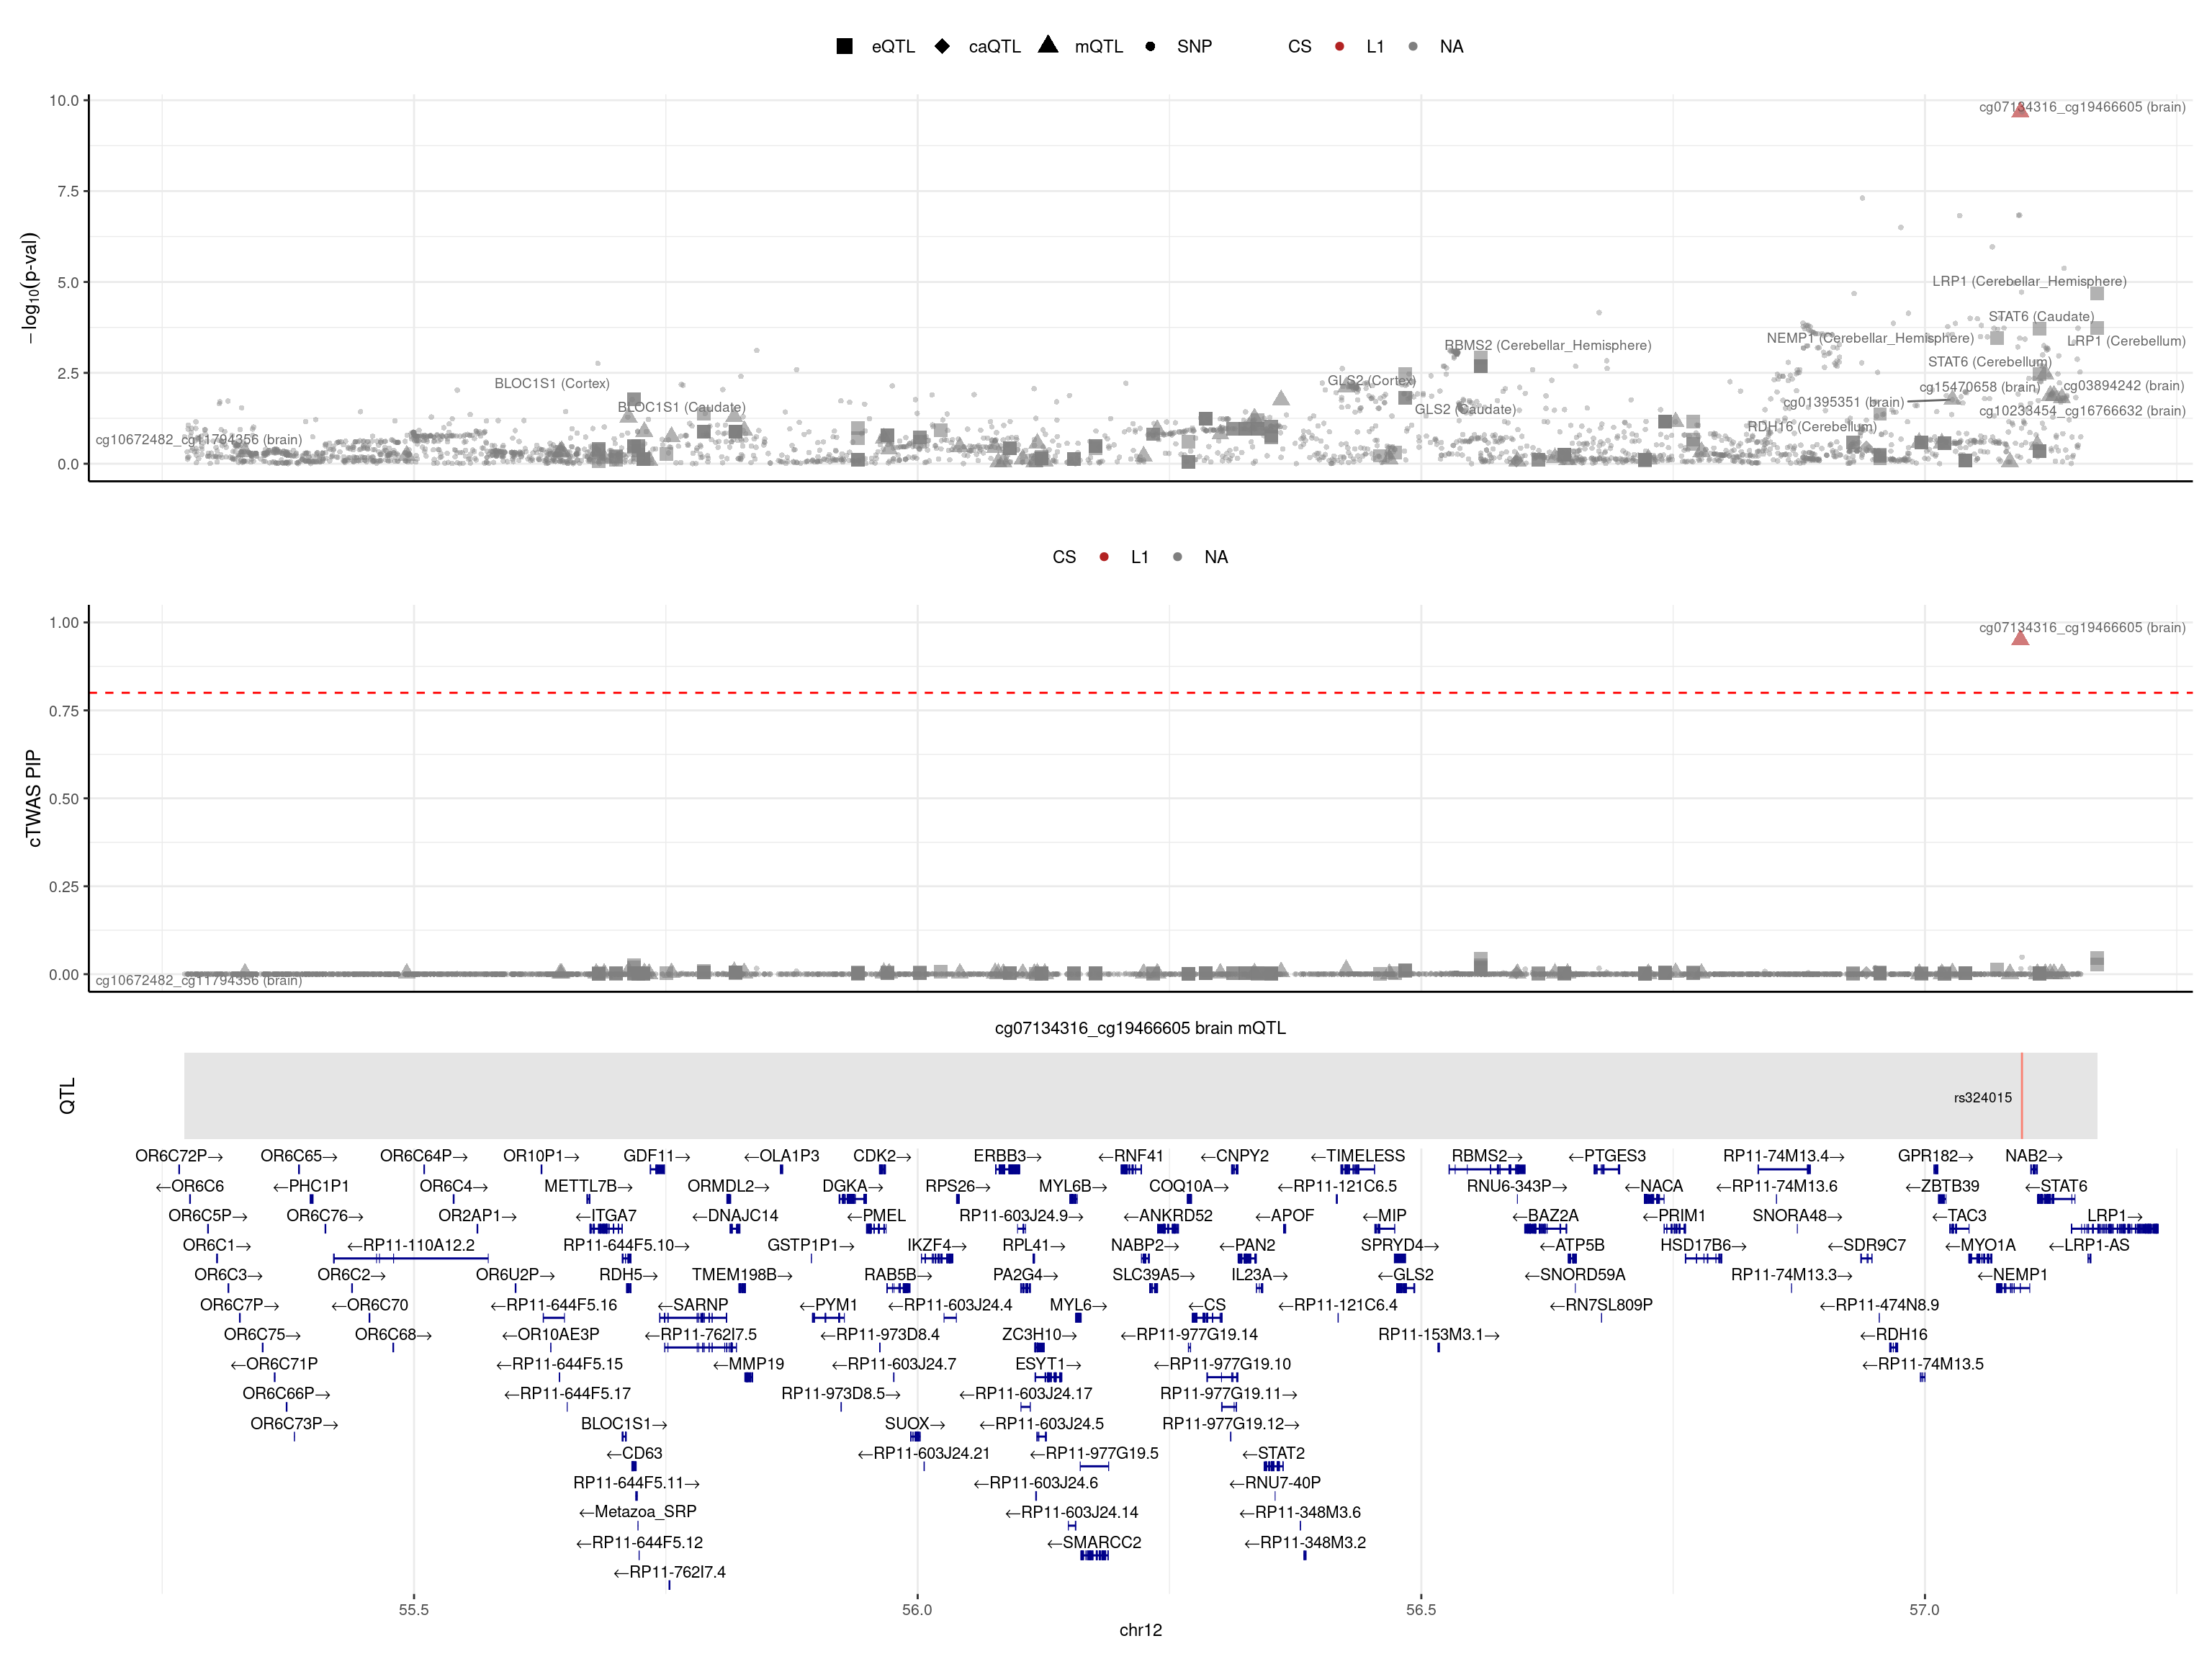 eQTL caQTL mQTL SNP CS L1 NA
10.0
7.5
5.0
2.5
0.0
−log10(p-val)
cg07134316_cg19466605 (brain)
LRP1 (Cerebellar_Hemisphere)
STAT6 (Caudate)
NEMP1 (Cerebellar_Hemisphere)
LRP1 (Cerebellum)
RBMS2 (Cerebellar_Hemisphere)
STAT6 (Cerebellum)
BLOC1S1 (Cortex)
GLS2 (Cortex)
cg15470658 (brain)
cg03894242 (brain)
cg01395351 (brain)
BLOC1S1 (Caudate)
GLS2 (Caudate)
cg10233454_cg16766632 (brain)
RDH16 (Cerebellum)
cg10672482_cg11794356 (brain)
CS L1 NA
1.00
0.75
0.50
0.25
0.00
cTWAS PIP
cg07134316_cg19466605 (brain)
cg10672482_cg11794356 (brain)
cg07134316_cg19466605 brain mQTL
QTL
rs324015
OR6C72P→ OR6C65→ OR6C64P→ OR10P1→ GDF11→ ←OLA1P3 CDK2→ ERBB3→ ←RNF41 ←CNPY2 ←TIMELESS RBMS2→ ←PTGES3 RP11-74M13.4→ GPR182→ NAB2→
←OR6C6 ←PHC1P1 OR6C4→ METTL7B→ ORMDL2→ DGKA→ RPS26→ MYL6B→ COQ10A→ ←RP11-121C6.5 RNU6-343P→ ←NACA ←RP11-74M13.6 ←ZBTB39 ←STAT6
OR6C5P→ OR6C76→ OR2AP1→ ←ITGA7 ←DNAJC14 ←PMEL RP11-603J24.9→ ←ANKRD52 ←APOF ←MIP ←BAZ2A ←PRIM1 SNORA48→ ←TAC3 LRP1→
OR6C1→ ←RP11-110A12.2 RP11-644F5.10→ GSTP1P1→ IKZF4→ RPL41→ NABP2→ ←PAN2 SPRYD4→ ←ATP5B HSD17B6→ ←SDR9C7 ←MYO1A ←LRP1-AS
OR6C3→ OR6C2→ OR6U2P→ RDH5→ TMEM198B→ RAB5B→ PA2G4→ SLC39A5→ IL23A→ ←GLS2 ←SNORD59A RP11-74M13.3→ ←NEMP1
OR6C7P→ ←OR6C70 ←RP11-644F5.16 ←SARNP ←PYM1 ←RP11-603J24.4 MYL6→ ←CS ←RP11-121C6.4 ←RN7SL809P ←RP11-474N8.9
OR6C75→ OR6C68→ ←OR10AE3P ←RP11-762I7.5 ←RP11-973D8.4 ZC3H10→ ←RP11-977G19.14 RP11-153M3.1→ ←RDH16
←OR6C71P ←RP11-644F5.15 ←MMP19 ←RP11-603J24.7 ESYT1→ ←RP11-977G19.10 ←RP11-74M13.5
OR6C66P→ ←RP11-644F5.17 RP11-973D8.5→ ←RP11-603J24.17 RP11-977G19.11→
OR6C73P→ BLOC1S1→ SUOX→ ←RP11-603J24.5 RP11-977G19.12→
←CD63 ←RP11-603J24.21 ←RP11-977G19.5 ←STAT2
RP11-644F5.11→ ←RP11-603J24.6 ←RNU7-40P
←Metazoa_SRP ←RP11-603J24.14 ←RP11-348M3.6
←RP11-644F5.12 ←SMARCC2 ←RP11-348M3.2
←RP11-762I7.4
55.5 56.0 56.5 57.0
chr12